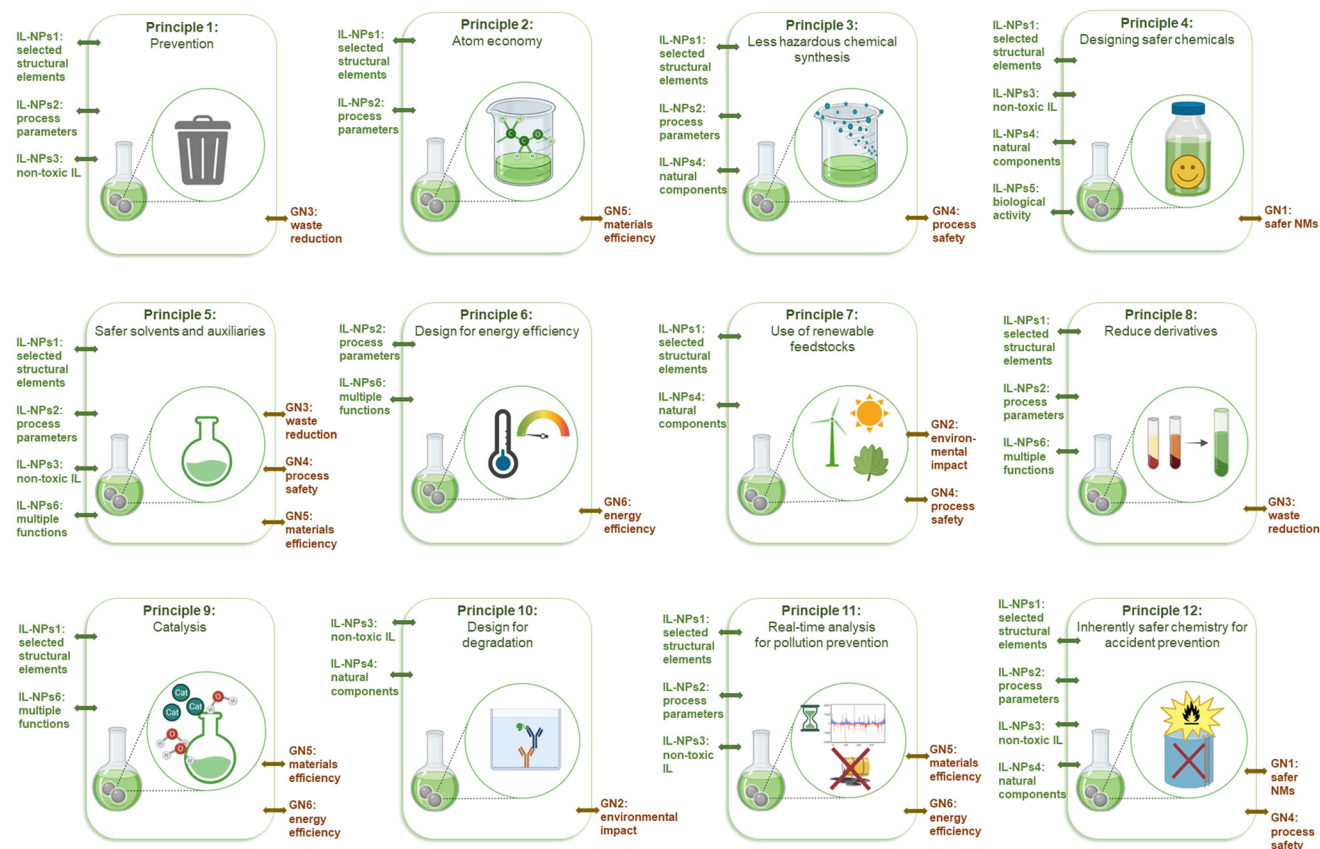 Principle 1:
Prevention
IL-NPs1:
selected
structural
elements
IL-NPs2:
process
parameters
IL-NPs3:
non-toxic IL
GN3:
waste
reduction
Principle 2:
Atom economy
IL-NPs1:
selected
structural
elements
IL-NPs2:
process
parameters
C
C
O
H
H
H
GN5:
materials
efficiency
Principle 3:
Less hazardous chemical
synthesis
IL-NPs1:
selected
structural
elements
IL-NPs2:
process
parameters
IL-NPs4:
natural
components
GN4:
process
safety
Principle 4:
Designing safer chemicals
IL-NPs1:
selected
structural
elements
IL-NPs3:
non-toxic IL
IL-NPs4:
natural
components
IL-NPs5:
biological
activity
GN1:
safer NMs
Principle 5:
Safer solvents and auxiliaries
IL-NPs1:
selected
structural
elements
IL-NPs2:
process
parameters
IL-NPs3:
non-toxic IL
IL-NPs6:
multiple
functions
GN3:
waste
reduction
GN4:
process
safety
GN5:
materials
efficiency
Principle 6:
Design for energy efficiency
IL-NPs2:
process
parameters
IL-NPs6:
multiple
functions
GN6:
energy
efficiency
Principle 7:
Use of renewable
feedstocks
IL-NPs1:
selected
structural
elements
IL-NPs4:
natural
components
GN2:
environ-
mental
impact
GN4:
process
safety
Principle 8:
Reduce derivatives
IL-NPs1:
selected
structural
elements
IL-NPs2:
process
parameters
IL-NPs6:
multiple
functions
GN3:
waste
reduction
Principle 9:
Catalysis
IL-NPs1:
selected
structural
elements
IL-NPs6:
multiple
functions
Cat
Cat
Cat
O
H
H
O
H
O
H
H
GN5:
materials
efficiency
GN6:
energy
efficiency
Principle 10:
Design for
degradation
IL-NPs3:
non-toxic IL
IL-NPs4:
natural
components
GN2:
environmental
impact
Principle 11:
Real-time analysis
for pollution prevention
IL-NPs1:
selected
structural
elements
IL-NPs2:
process
parameters
IL-NPs3:
non-toxic
IL
GN5:
materials
efficiency
GN6:
energy
efficiency
Principle 12:
Inherently safer chemistry for
accident prevention
IL-NPs1:
selected
structural
elements
IL-NPs2:
process
parameters
IL-NPs3:
non-toxic IL
IL-NPs4:
natural
components
GN1:
safer
NMs
GN4:
process
safety